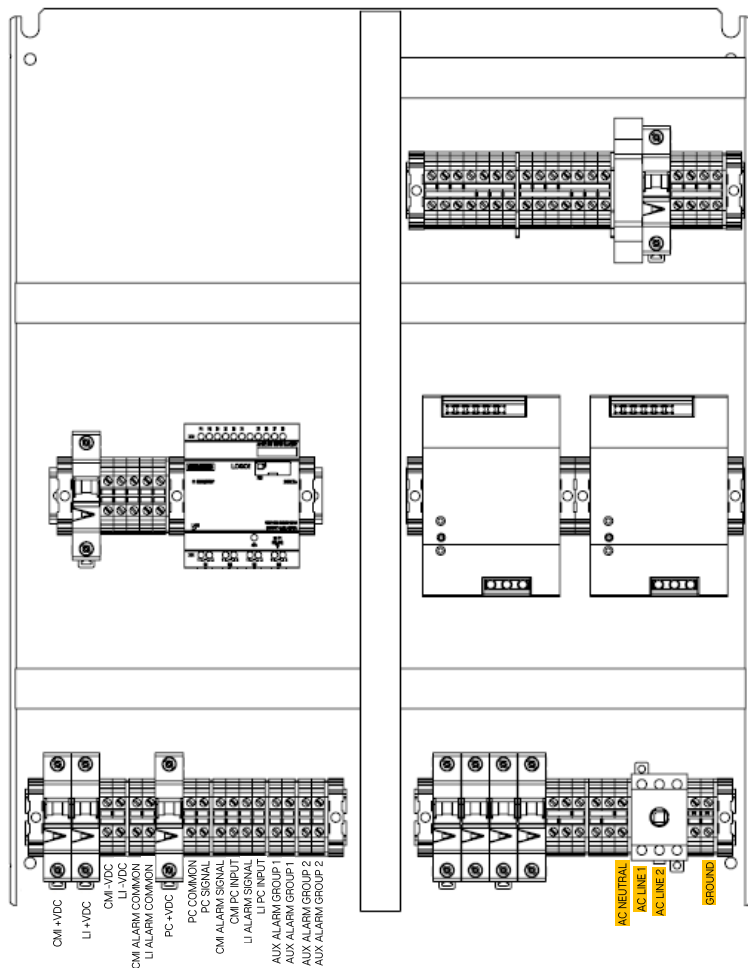 CMI +VDC
LI +VDC
CMI -VDC
LI -VDC
CMI ALARM COMMON
LI ALARM COMMON
PC +VDC
PC COMMON
PC SIGNAL
CMI ALARM SIGNAL
CMI PC INPUT
LI ALARM SIGNAL
LI PC INPUT
AUX ALARM GROUP 1
AUX ALARM GROUP 1
AUX ALARM GROUP 2
AUX ALARM GROUP 2
AC NEUTRAL
AC LINE 1
AC LINE 2
GROUND